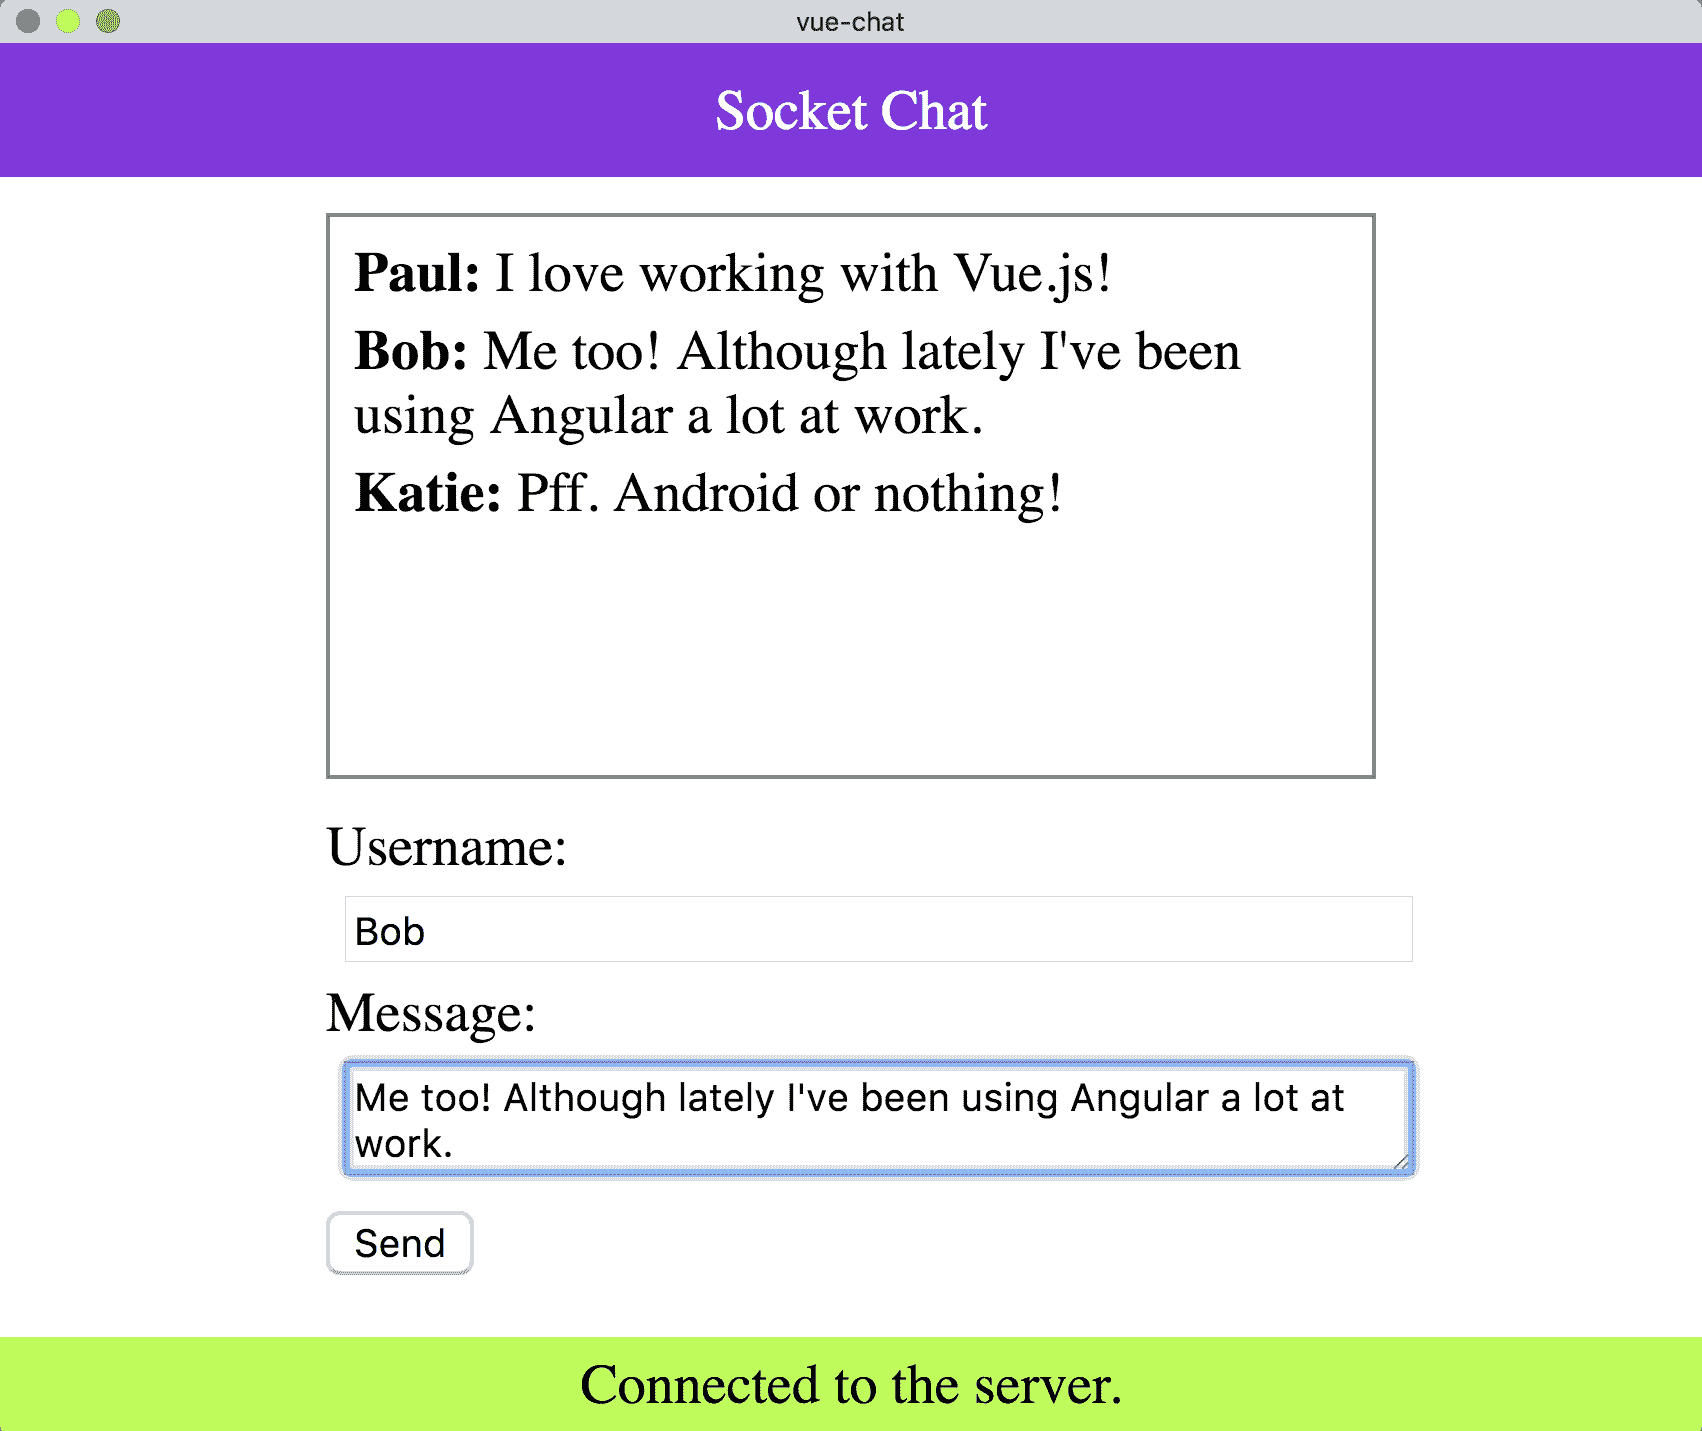 vue-chat
Socket Chat
Paul: I love working with Vue.js!
Bob: Me too! Although lately I've been
using Angular a lot at work.
Katie: Pff. Android or nothing!
Username:
Bob
Message:
Me too! Although lately I've been using Angular a lot at
work.
Send
Connected to the server.